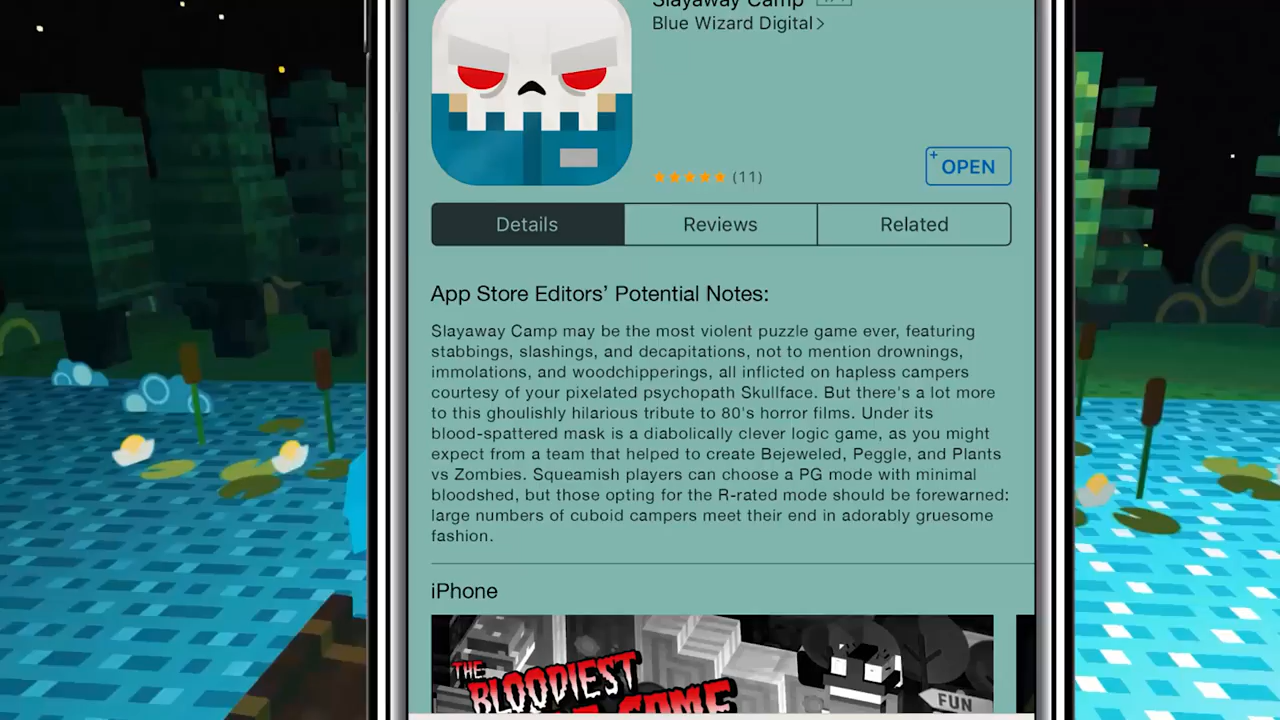 Slayaway Camp
Blue Wizard Digital >
(11)
+ OPEN
Details
Reviews
Related
App Store Editors’ Potential Notes:
Slayaway Camp may be the most violent puzzle game ever, featuring
stabbings, slashings, and decapitations, not to mention drownings,
immolations, and woodchipperings, all inflicted on hapless campers
courtesy of your pixelated psychopath Skullface. But there's a lot more
to this ghoulishly hilarious tribute to 80's horror films. Under its
blood-spattered mask is a diabolically clever logic game, as you might
expect from a team that helped to create Bejeweled, Peggle, and Plants
vs Zombies. Squeamish players can choose a PG mode with minimal
bloodshed, but those opting for the R-rated mode should be forewarned:
large numbers of cuboid campers meet their end in adorably gruesome
fashion.
iPhone
THE
BLOODIEST
GAME
FUN